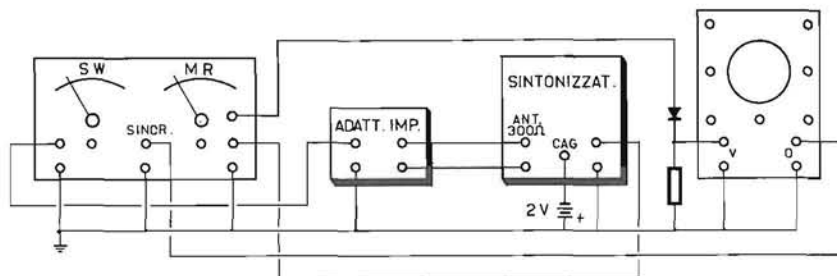 SW
MR
SINCR.
ADATT. IMP.
SINTONIZZAT.
ANT.
300Ω
CAG
2V
+
V
O